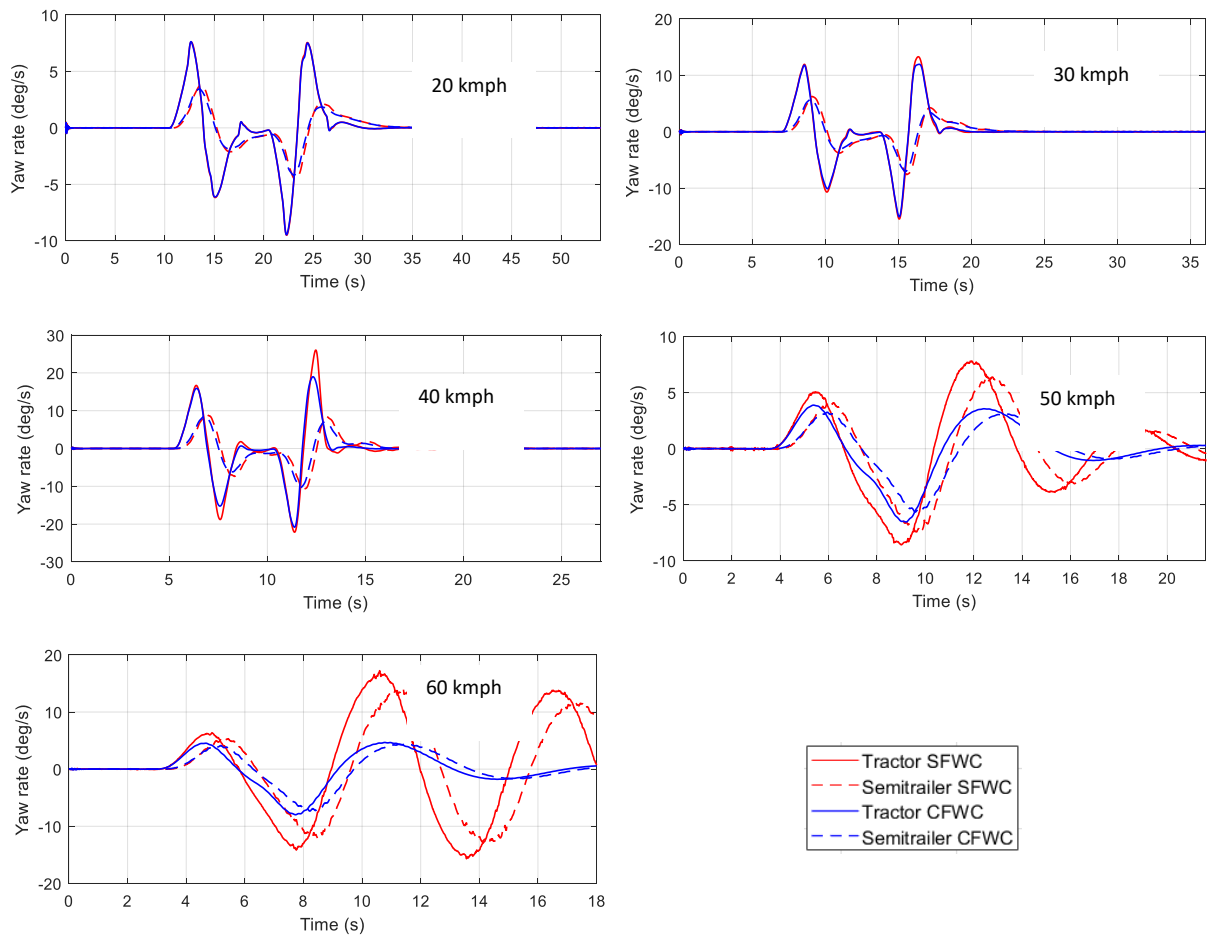 10
5
0
-5
-10
Yaw rate (deg/s)
20 kmph
0 5 10 15 20 25 30 35 40 45 50
Time (s)
20
10
0
-10
-20
Yaw rate (deg/s)
30 kmph
0 5 10 15 20 25 30 35
Time (s)
30
20
10
0
-10
-20
-30
Yaw rate (deg/s)
40 kmph
0 5 10 15 20 25
Time (s)
10
5
0
-5
-10
Yaw rate (deg/s)
50 kmph
0 2 4 6 8 10 12 14 16 18 20
Time (s)
20
10
0
-10
-20
Yaw rate (deg/s)
60 kmph
0 2 4 6 8 10 12 14 16 18
Time (s)
Tractor SFWC
Semitrailer SFWC
Tractor CFWC
Semitrailer CFWC